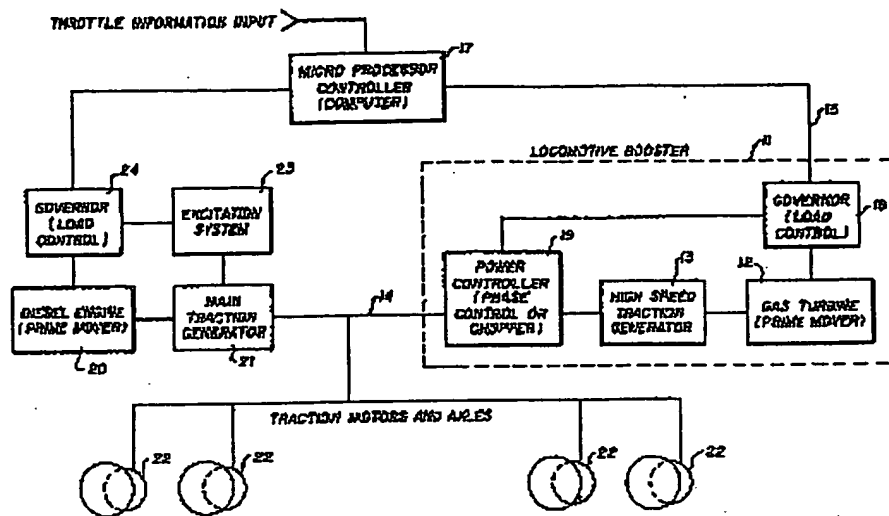 THROTTLE INFORMATION INPUT
17
MICRO PROCESSOR
CONTROLLER
(COMPUTER)
15
LOCOMOTIVE BOOSTER
11
24
GOVERNOR
(LOAD
CONTROL)
23
EXCITATION
SYSTEM
GOVERNOR
(LOAD
CONTROL)
18
19
POWER
CONTROLLER
(PHASE
CONTROL OR
CHOPPER)
13
HIGH SPEED
TRACTION
GENERATOR
12
GAS TURBINE
(PRIME MOVER)
14
DIESEL ENGINE
(PRIME MOVER)
20
MAIN
TRACTION
GENERATOR
21
TRACTION MOTORS AND AXLES
22
22
22
22